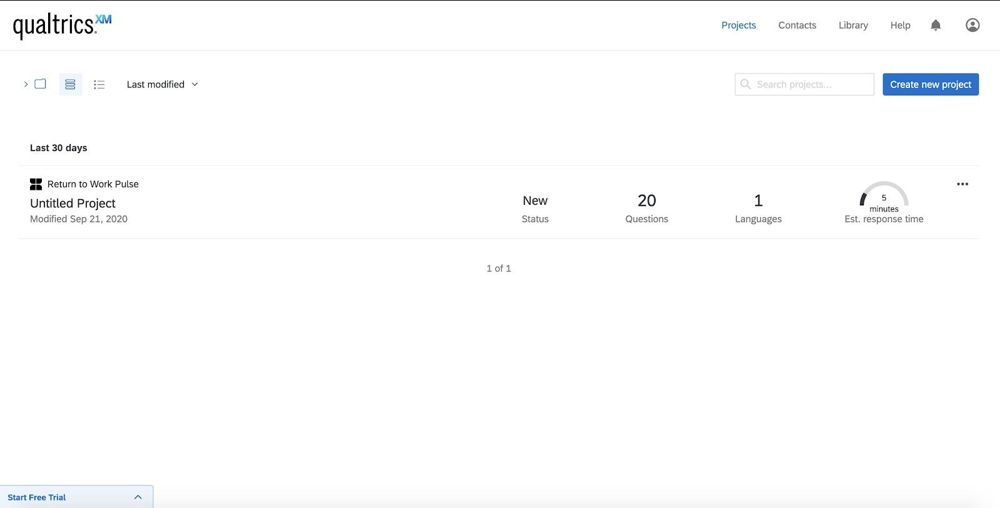 qualtrics.XM
Projects Contacts Library Help
Last modified
Search projects...
Create new project
Last 30 days
Return to Work Pulse
Untitled Project
Modified Sep 21, 2020
New
Status
20
Questions
1
Languages
5
minutes
Est. response time
1 of 1
Start Free Trial